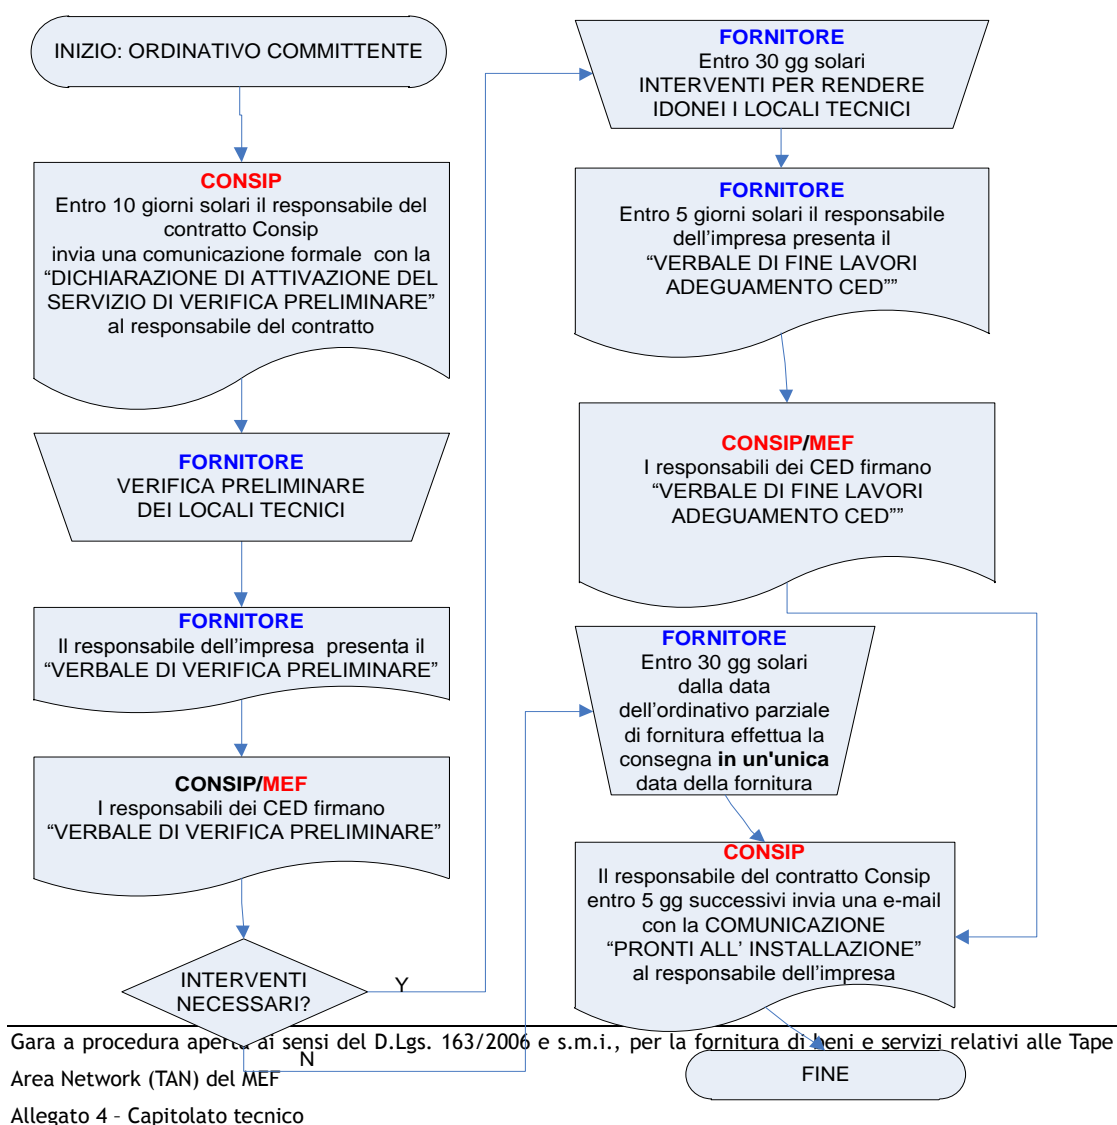 INIZIO: ORDINATIVO COMMITTENTE
CONSIP
Entro 10 giorni solari il responsabile del
contratto Consip
invia una comunicazione formale con la
“DICHIARAZIONE DI ATTIVAZIONE DEL
SERVIZIO DI VERIFICA PRELIMINARE”
al responsabile del contratto
FORNITORE
VERIFICA PRELIMINARE
DEI LOCALI TECNICI
FORNITORE
Il responsabile dell’impresa presenta il
“VERBALE DI VERIFICA PRELIMINARE”
CONSIP/MEF
I responsabili dei CED firmano
“VERBALE DI VERIFICA PRELIMINARE”
INTERVENTI
NECESSARI?
Y
N
FORNITORE
Entro 30 gg solari
INTERVENTI PER RENDERE
IDONEI I LOCALI TECNICI
FORNITORE
Entro 5 giorni solari il responsabile
dell’impresa presenta il
“VERBALE DI FINE LAVORI
ADEGUAMENTO CED””
CONSIP/MEF
I responsabili dei CED firmano
“VERBALE DI FINE LAVORI
ADEGUAMENTO CED””
FORNITORE
Entro 30 gg solari
dalla data
dell’ordinativo parziale
di fornitura effettua la
consegna in un'unica
data della fornitura
CONSIP
Il responsabile del contratto Consip
entro 5 gg successivi invia una e-mail
con la COMUNICAZIONE
“PRONTI ALL’ INSTALLAZIONE”
al responsabile dell’impresa
FINE
Gara a procedura aperta ai sensi del D.Lgs. 163/2006 e s.m.i., per la fornitura di beni e servizi relativi alle Tape
Area Network (TAN) del MEF
Allegato 4 – Capitolato tecnico